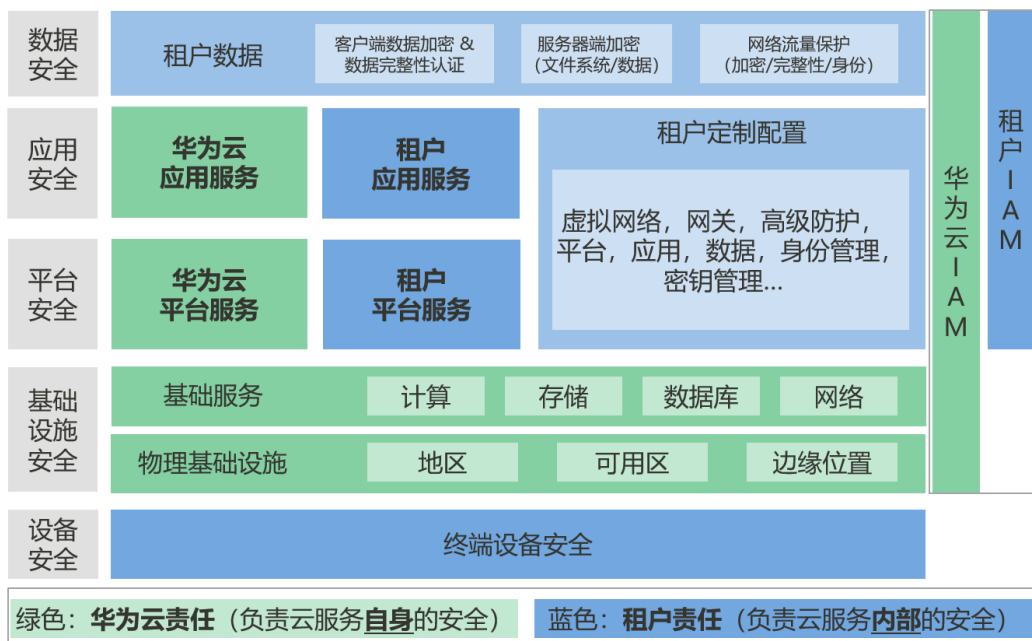 数据
安全
租户数据
客户端数据加密 &
数据完整性认证
服务器端加密
(文件系统/数据)
网络流量保护
(加密/完整性/身份)
应用
安全
华为云
应用服务
租户
应用服务
租户定制配置
虚拟网络，网关，高级防护，
平台，应用，数据，身份管理，
密钥管理...
平台
安全
华为云
平台服务
租户
平台服务
基础
设施
安全
基础服务
计算
存储
数据库
网络
物理基础设施
地区
可用区
边缘位置
设备
安全
终端设备安全
华为云IAM
租户IAM
绿色：华为云责任（负责云服务自身的安全）
蓝色：租户责任（负责云服务内部的安全）